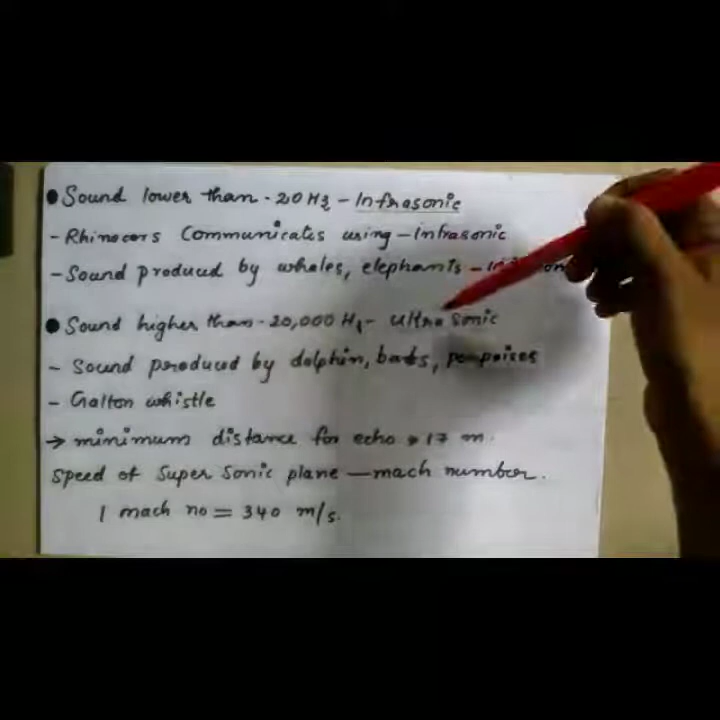 Sound lower than - 20 Hz - Infrasonic
- Rhinocers Communicates using - infrasonic
- Sound produced by whales, elephants -
Sound higher than - 20,000 Hz - Ultra sonic
- Sound produced by dolphin, bats, porpoises
- Galton whistle
→ minimum distance for echo 17 m.
Speed of Super Sonic plane — mach number.
1 mach no = 340 m/s.